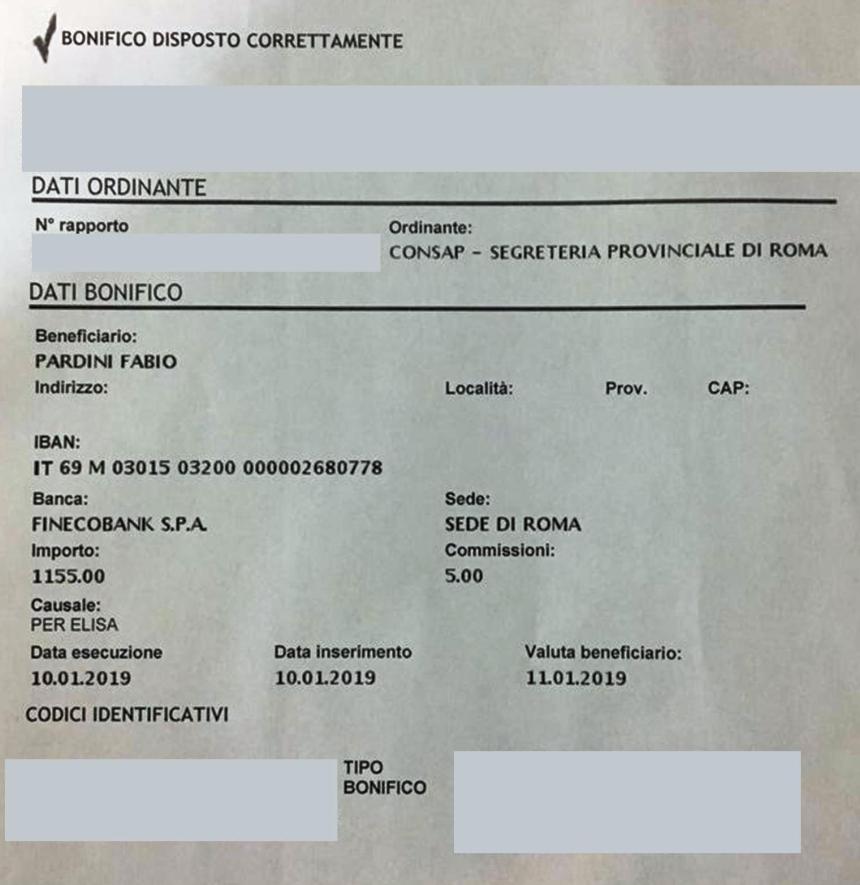 BONIFICO DISPOSTO CORRETTAMENTE
DATI ORDINANTE
N° rapporto Ordinante:
CONSAP - SEGRETERIA PROVINCIALE DI ROMA
DATI BONIFICO
Beneficiario:
PARDINI FABIO
Indirizzo: Località: Prov. CAP:
IBAN:
IT 69 M 03015 03200 000002680778
Banca: Sede:
FINECOBANK S.P.A. SEDE DI ROMA
Importo: Commissioni:
1155.00 5.00
Causale:
PER ELISA
Data esecuzione Data inserimento Valuta beneficiario:
10.01.2019 10.01.2019 11.01.2019
CODICI IDENTIFICATIVI
TIPO
BONIFICO